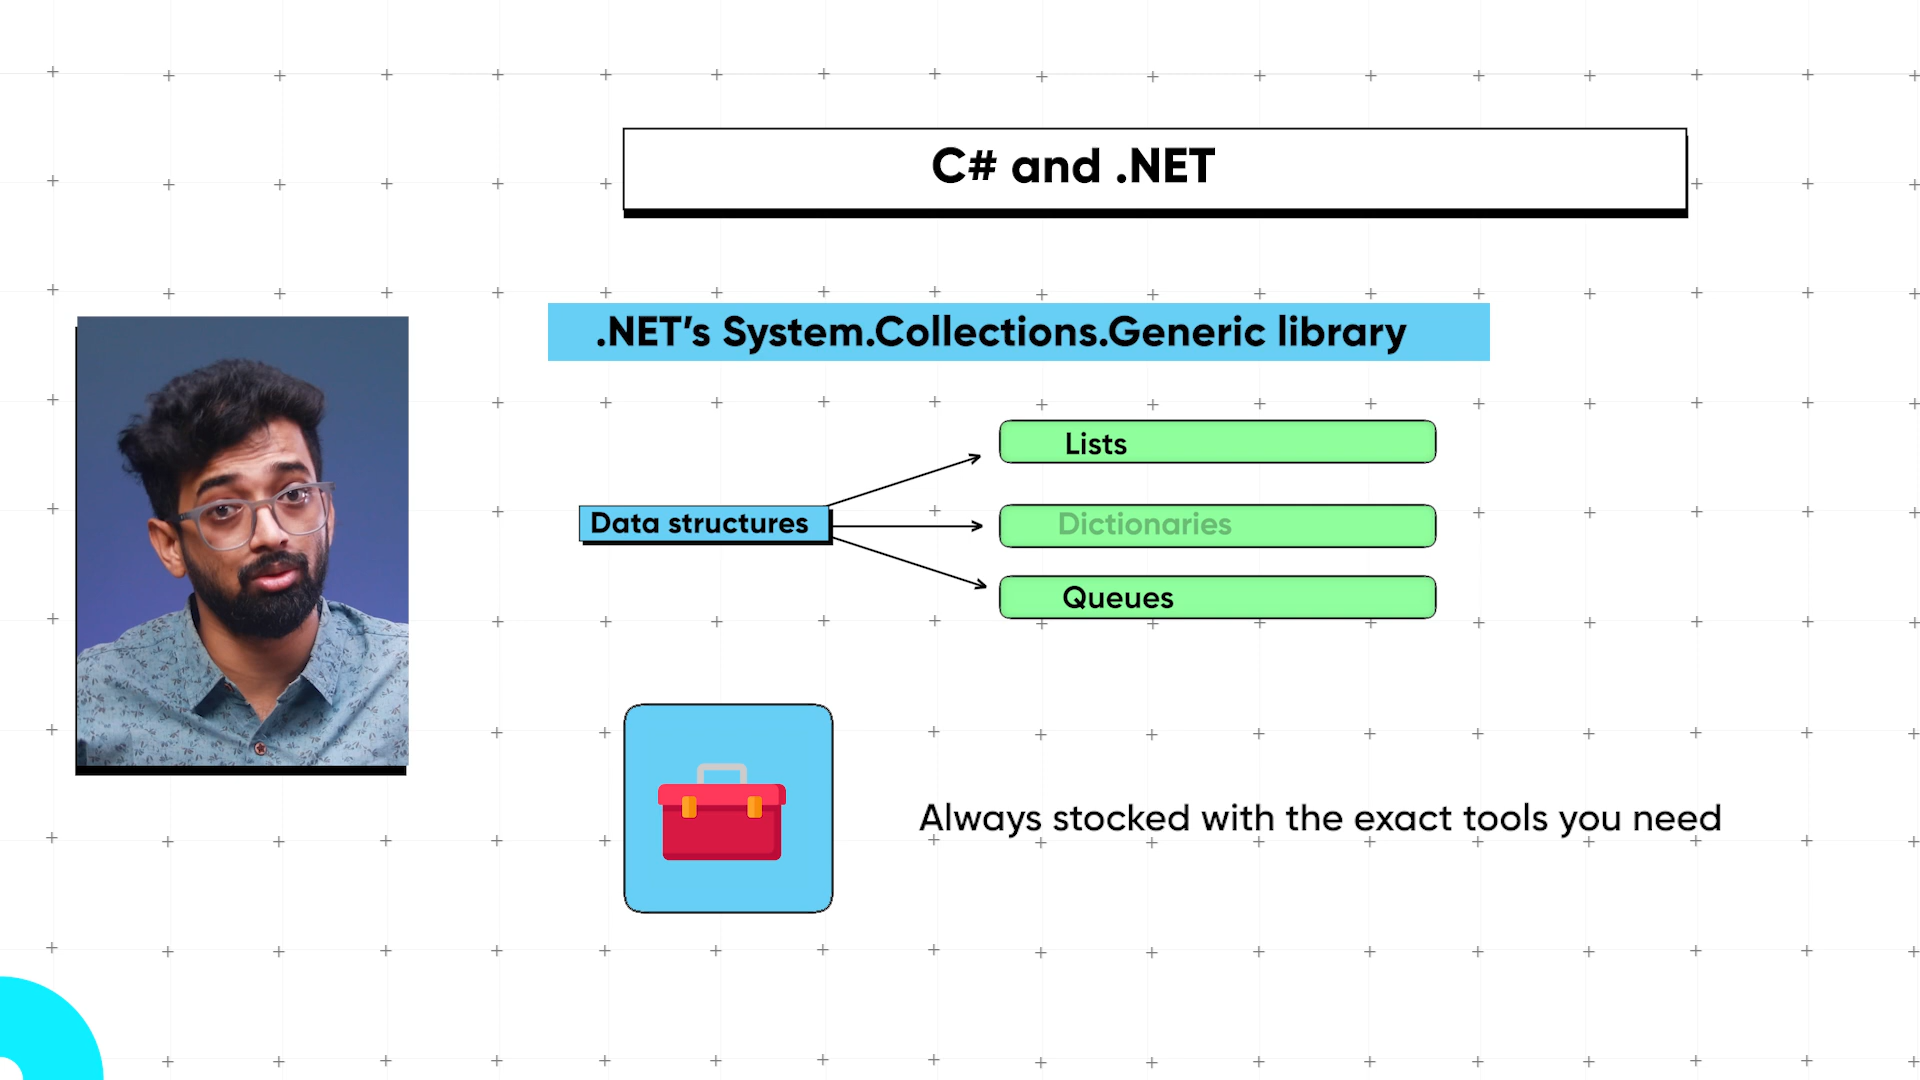 C# and .NET
.NET’s System.Collections.Generic library
Lists
Data structures
Dictionaries
Queues
Always stocked with the exact tools you need